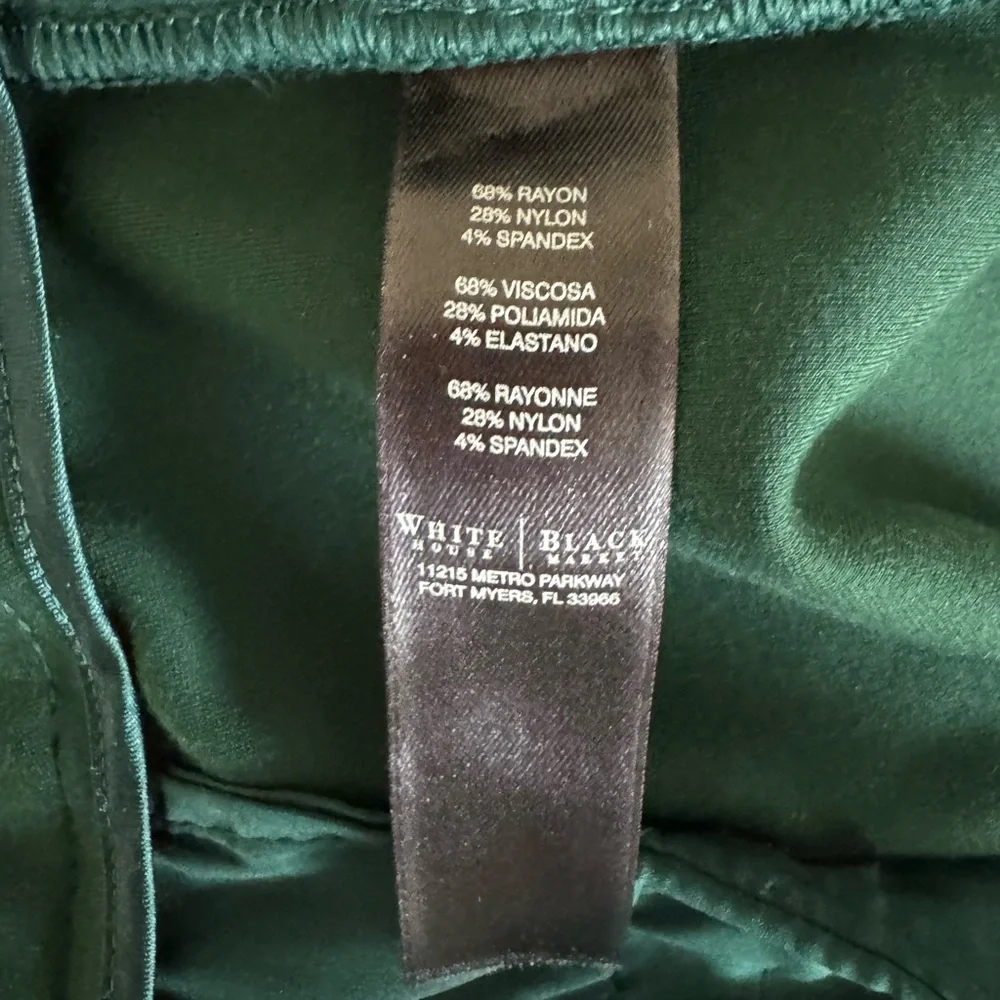 68% RAYON
28% NYLON
4% SPANDEX
68% VISCOSA
28% POLIAMIDA
4% ELASTANO
68% RAYONNE
28% NYLON
4% SPANDEX
WHITE | BLACK
HOUSE MARKET
11215 METRO PARKWAY
FORT MYERS, FL 33966